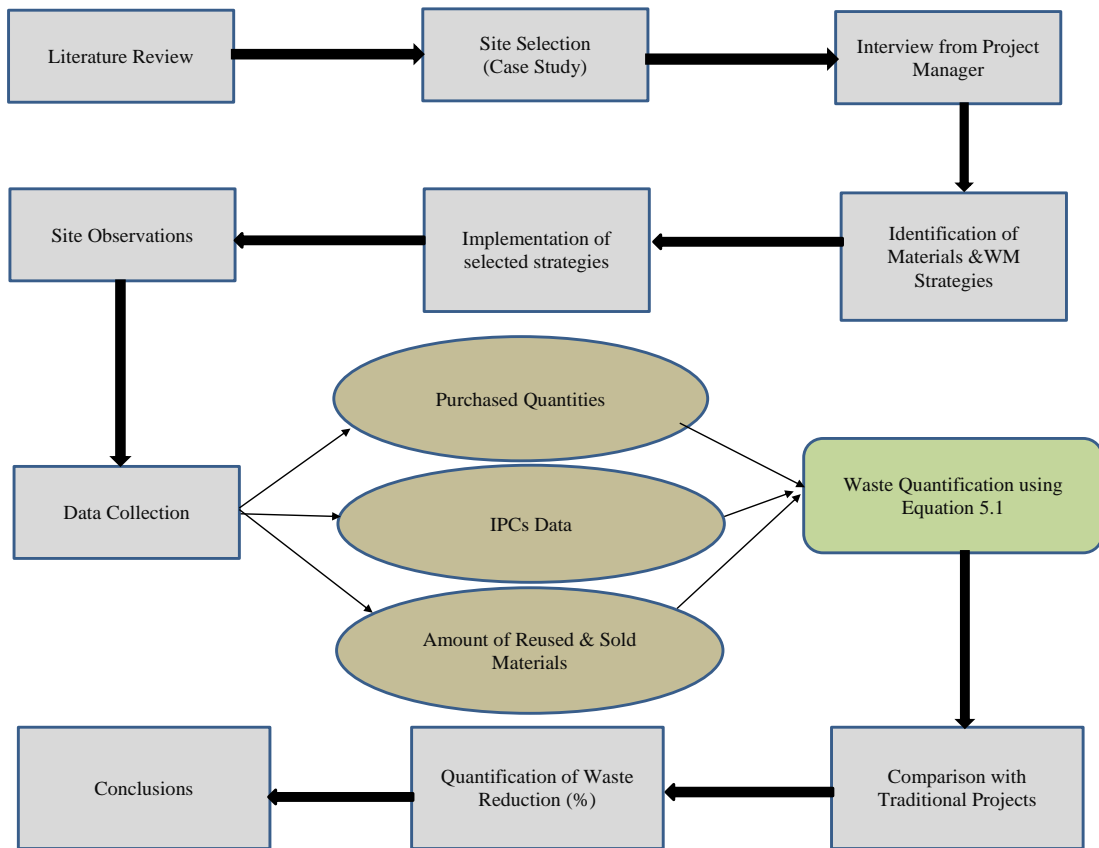 Literature Review
Site Selection
(Case Study)
Interview from Project
Manager
Identification of
Materials &WM
Strategies
Implementation of
selected strategies
Site Observations
Data Collection
Purchased Quantities
IPCs Data
Amount of Reused & Sold
Materials
Waste Quantification using
Equation 5.1
Comparison with
Traditional Projects
Quantification of Waste
Reduction (%)
Conclusions